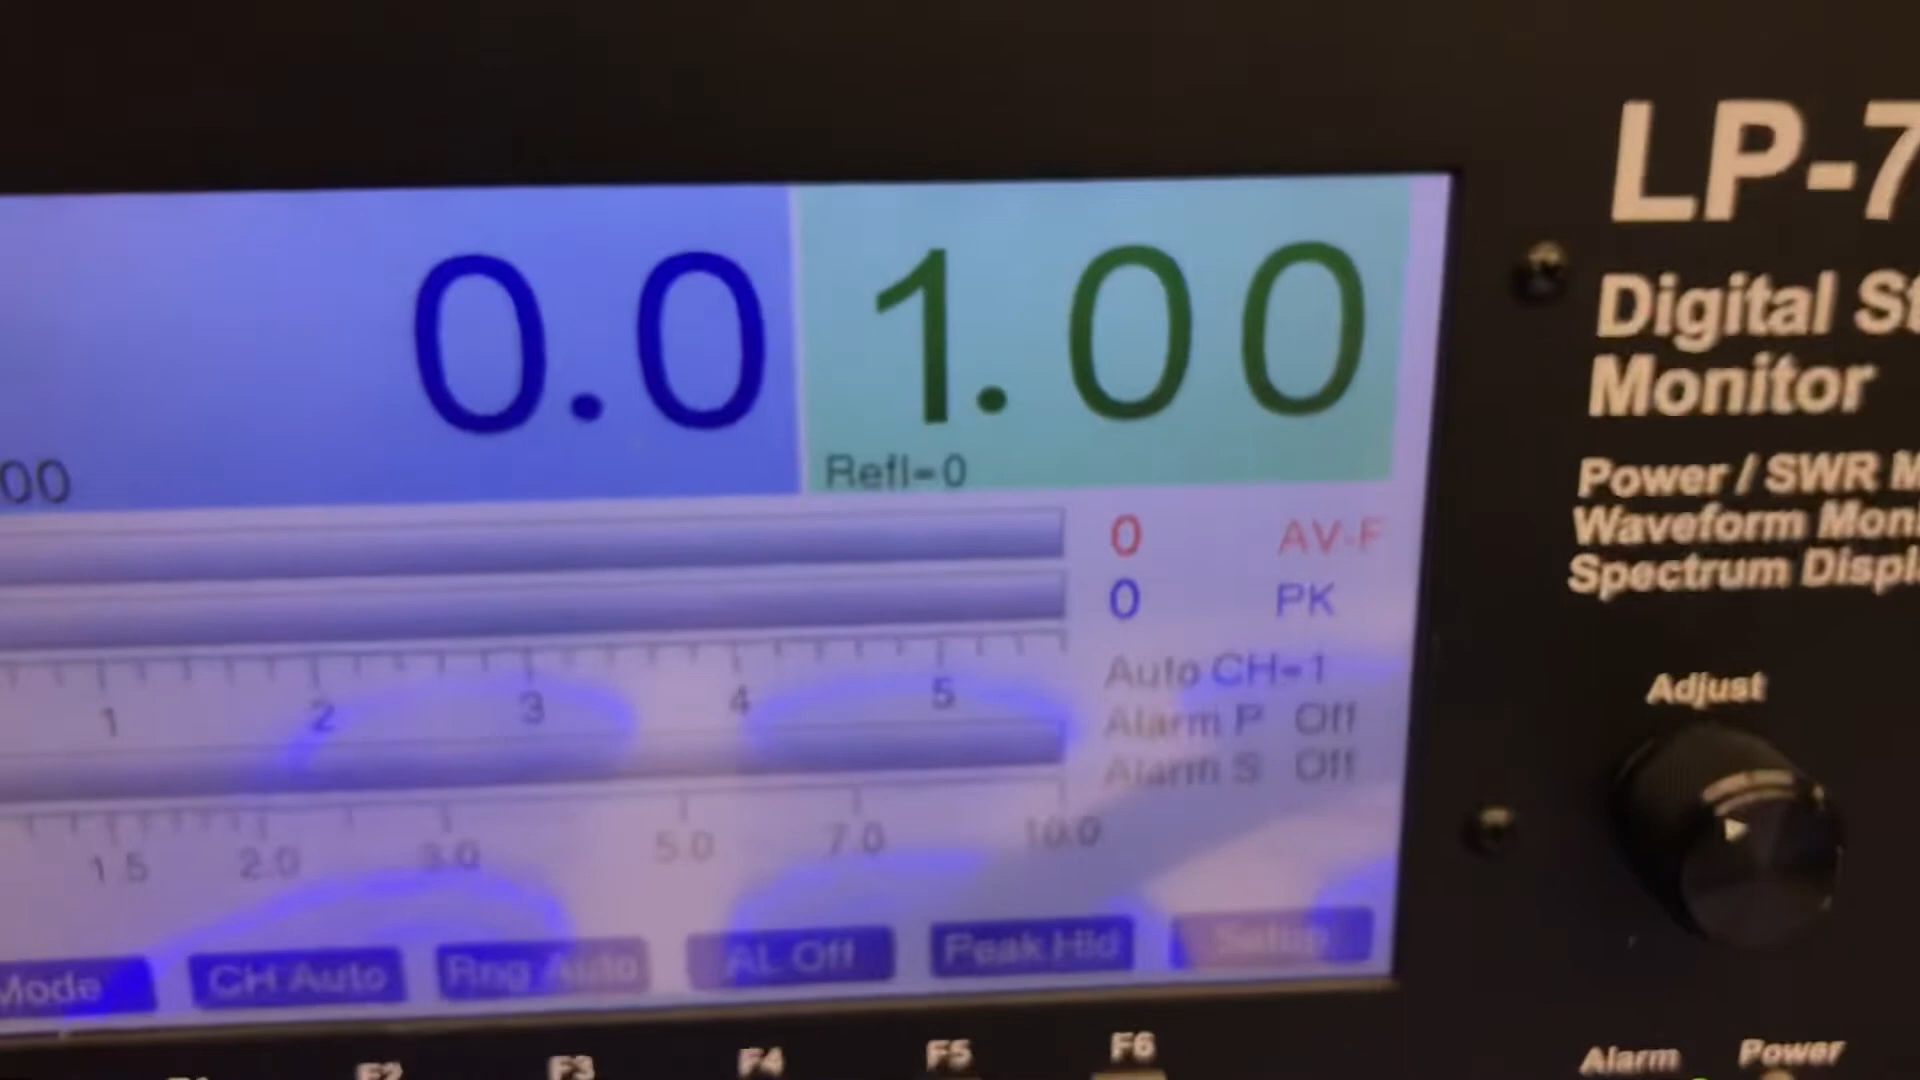 LP-7
Digital St
Monitor
Power / SWR M
Waveform Moni
Spectrum Displ
0.0
1.00
00
Refl=0
0 AV-F
0 PK
1 2 3 4 5
Auto CH=1
Alarm P Off
Alarm S Off
1.5 2.0 3.0 5.0 7.0 10.0
Mode
CH Auto
Rng Auto
AL Off
Peak Hld
Setup
F2
F3
F4
F5
F6
Adjust
Alarm
Power